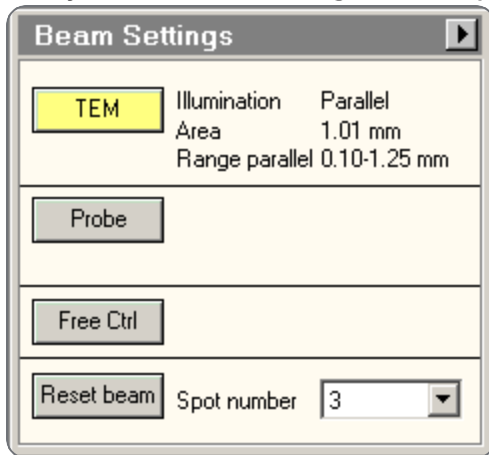 Beam Settings
TEM Illumination Parallel
Area 1.01 mm
Range parallel 0.10-1.25 mm
Probe
Free Ctrl
Reset beam Spot number 3